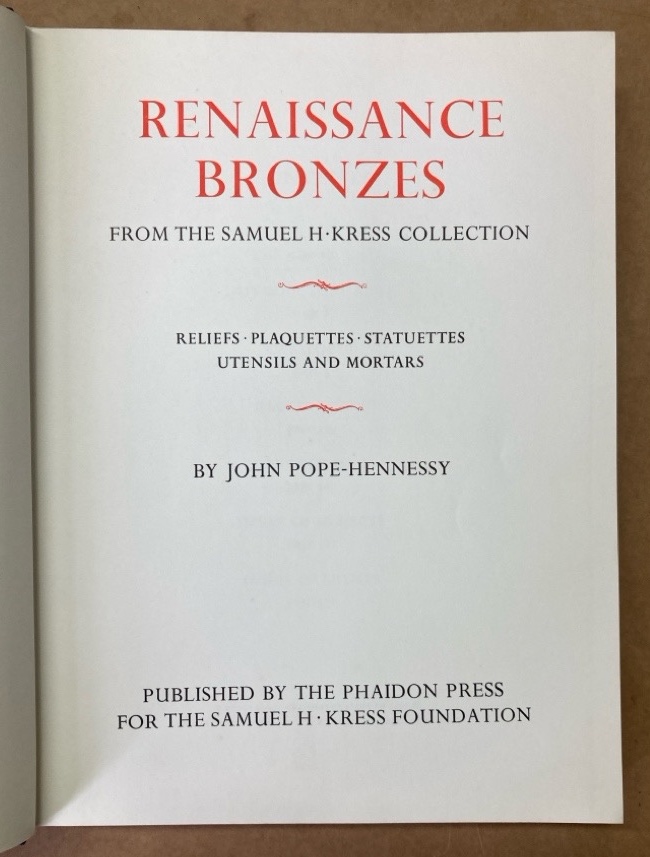 RENAISSANCE
BRONZES
FROM THE SAMUEL H·KRESS COLLECTION
RELIEFS · PLAQUETTES · STATUETTES
UTENSILS AND MORTARS
BY JOHN POPE-HENNESSY
PUBLISHED BY THE PHAIDON PRESS
FOR THE SAMUEL H·KRESS FOUNDATION